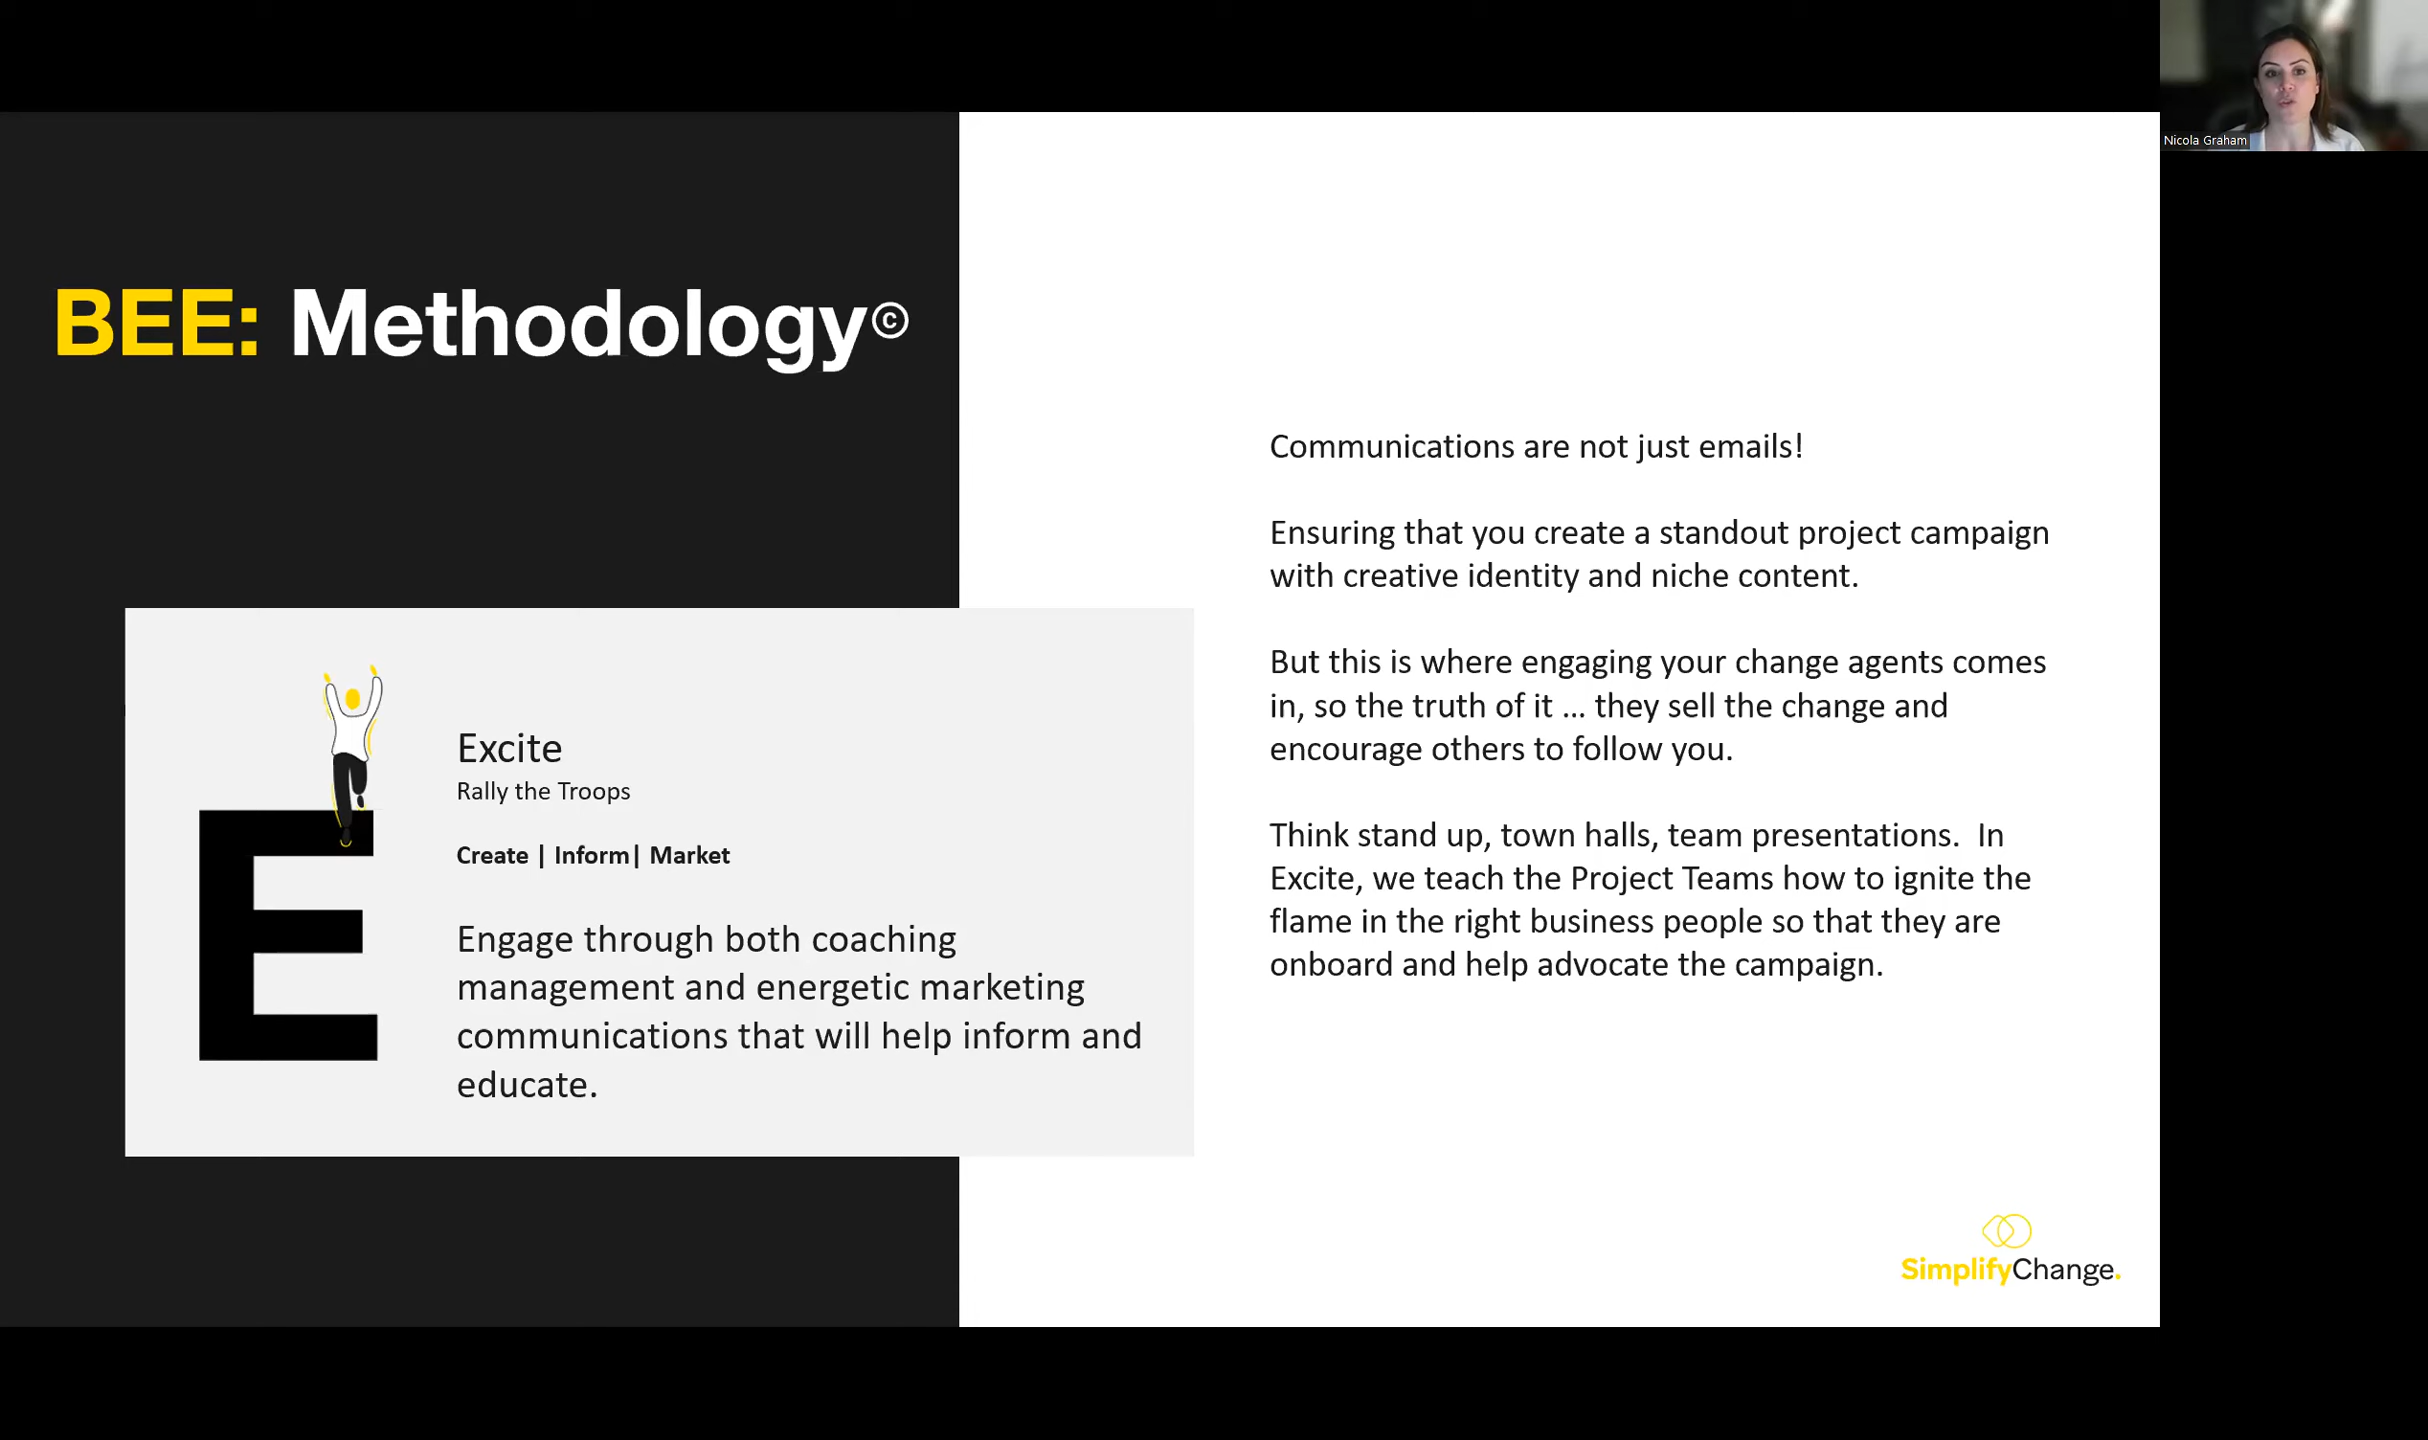 Nicola Graham
BEE: Methodology©
Excite
Rally the Troops
Create | Inform| Market
Engage through both coaching
management and energetic marketing
communications that will help inform and
educate.
E
Communications are not just emails!
Ensuring that you create a standout project campaign
with creative identity and niche content.
But this is where engaging your change agents comes
in, so the truth of it ... they sell the change and
encourage others to follow you.
Think stand up, town halls, team presentations.  In
Excite, we teach the Project Teams how to ignite the
flame in the right business people so that they are
onboard and help advocate the campaign.
SimplifyChange.